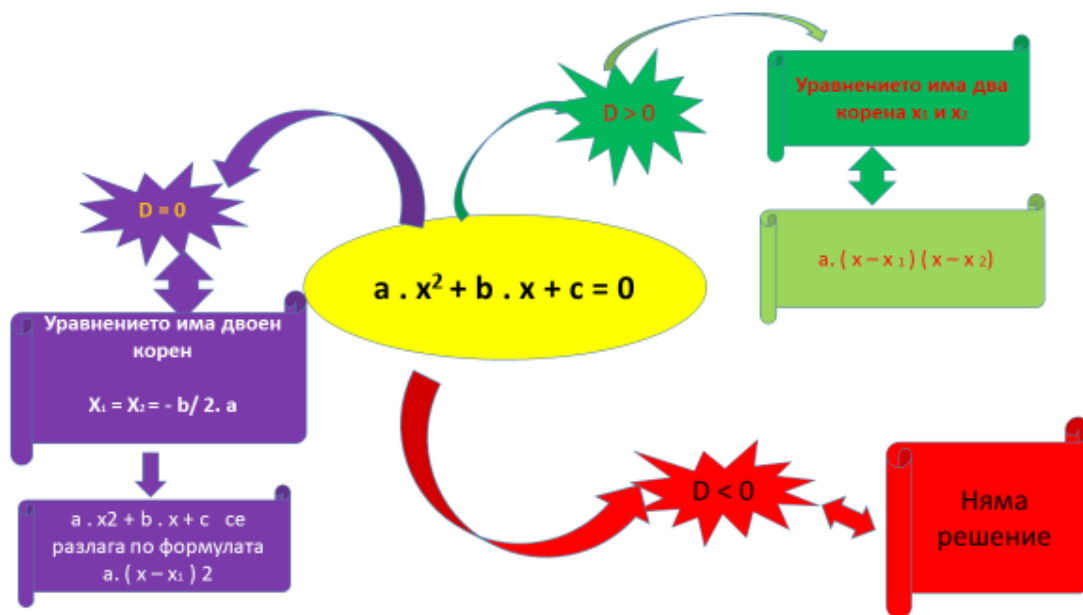 a . x² + b . x + c = 0
D = 0
Уравнението има двоен
корен
X₁ = X₂ = - b/ 2. a
a . x2 + b . x + c се
разлага по формулата
a. ( x – x₁ ) 2
D > 0
Уравнението има два
корена x₁ и x₂
a. ( x – x ₁ ) ( x – x ₂)
D < 0
Няма
решение